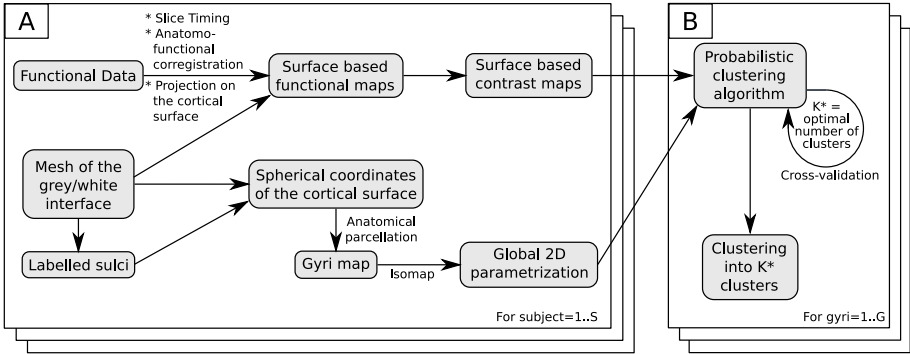 A
* Slice Timing
* Anatomo-
functional
corregistration
* Projection on
the cortical
surface
Functional Data
Surface based
functional maps
Surface based
contrast maps
Mesh of the
grey/white
interface
Spherical coordinates
of the cortical surface
Anatomical
parcellation
Labelled sulci
Gyri map
Isomap
Global 2D
parametrization
For subject=1..S
B
Probabilistic
clustering
algorithm
K* =
optimal
number of
clusters
Cross-validation
Clustering
into K*
clusters
For gyri=1..G